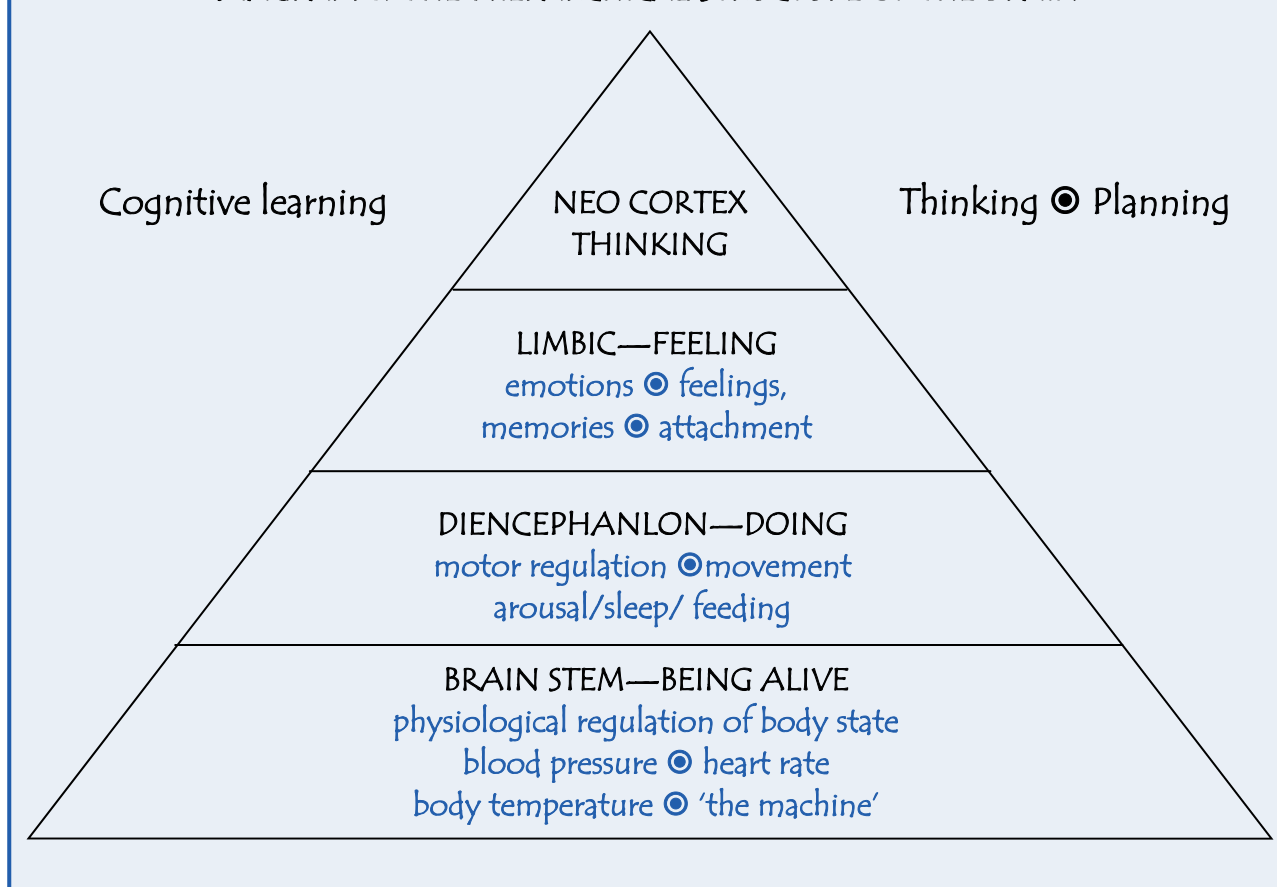 Cognitive learning
NEO CORTEX
THINKING
Thinking ⦿ Planning
LIMBIC—FEELING
emotions ⦿ feelings,
memories ⦿ attachment
DIENCEPHANLON—DOING
motor regulation ⦿movement
arousal/sleep/ feeding
BRAIN STEM—BEING ALIVE
physiological regulation of body state
blood pressure ⦿ heart rate
body temperature ⦿ ‘the machine’